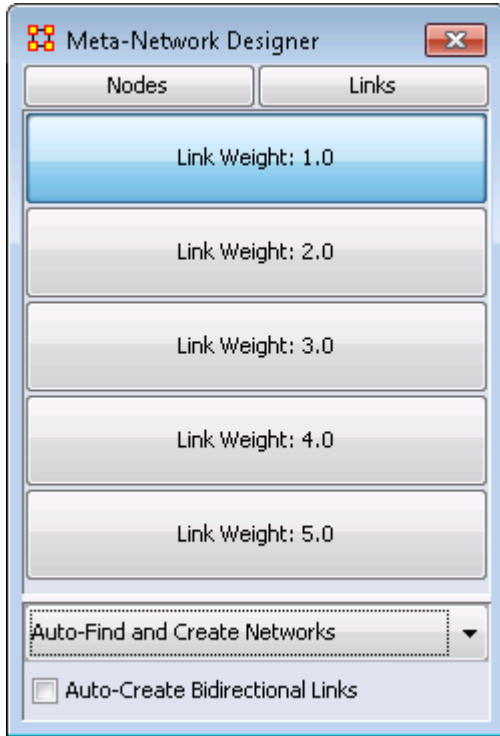 Meta-Network Designer
Nodes Links
Link Weight: 1.0
Link Weight: 2.0
Link Weight: 3.0
Link Weight: 4.0
Link Weight: 5.0
Auto-Find and Create Networks
Auto-Create Bidirectional Links